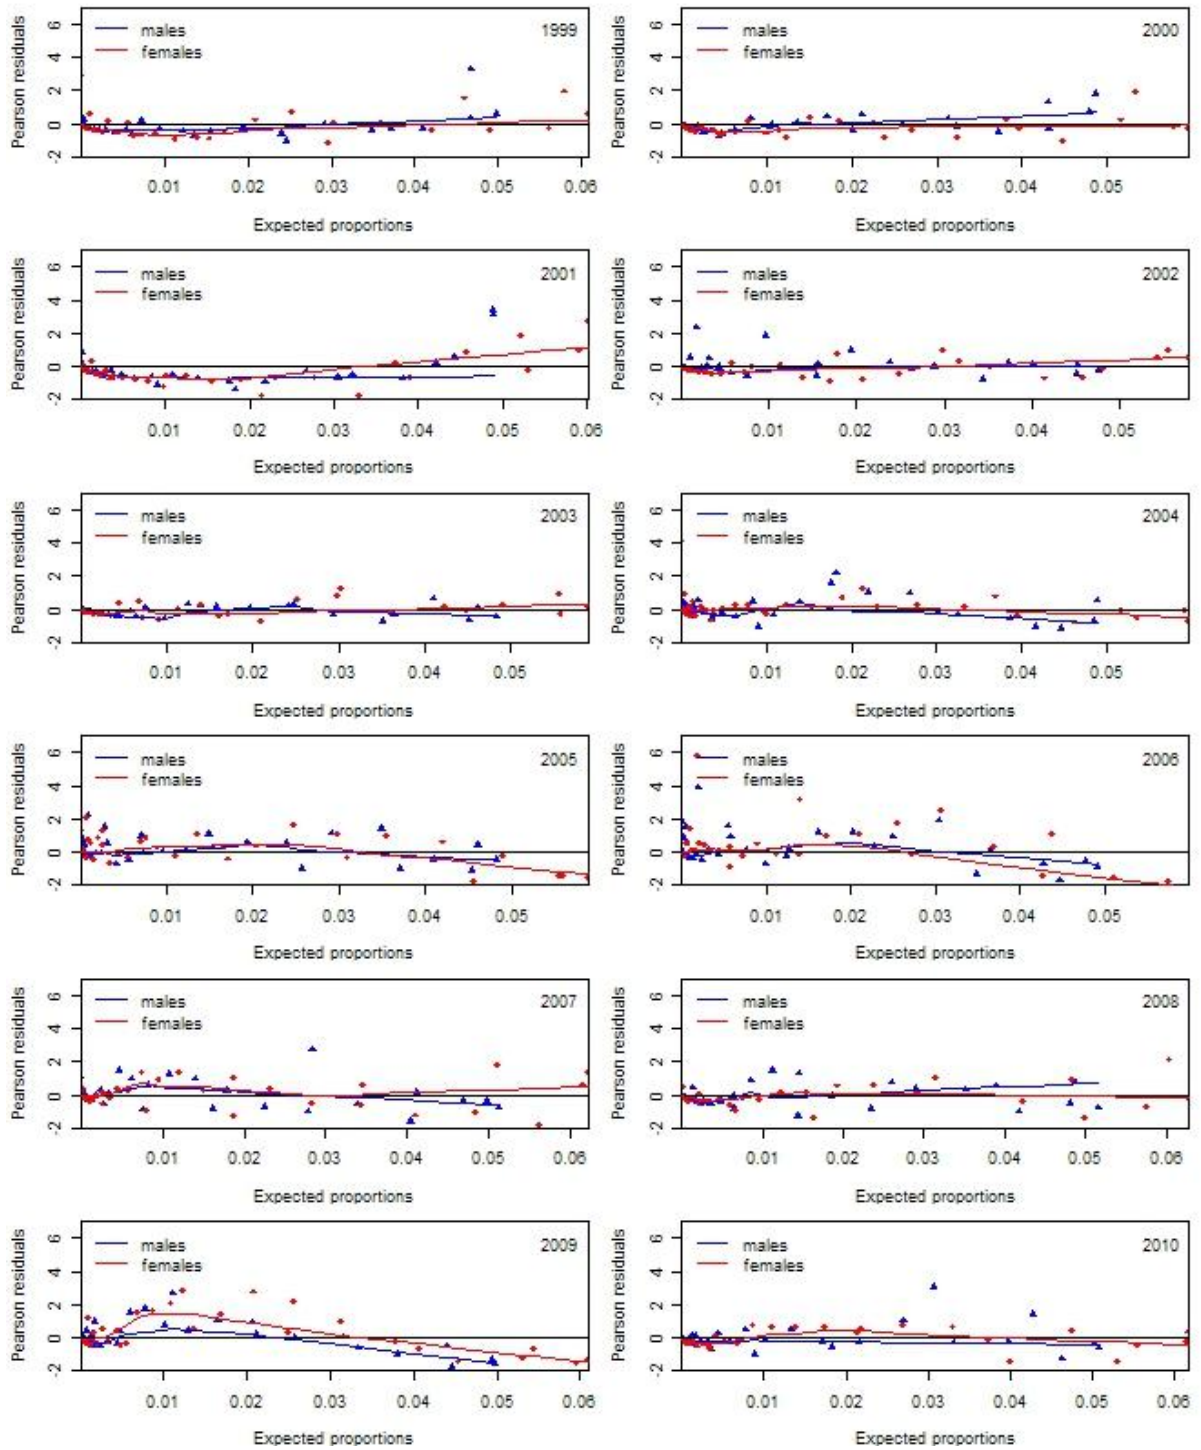 Pearson residuals
6
4
2
0
-2
males
females
1999
0.01 0.02 0.03 0.04 0.05 0.06
Expected proportions
Pearson residuals
6
4
2
0
-2
males
females
2000
0.01 0.02 0.03 0.04 0.05
Expected proportions
Pearson residuals
6
4
2
0
-2
males
females
2001
0.01 0.02 0.03 0.04 0.05 0.06
Expected proportions
Pearson residuals
6
4
2
0
-2
males
females
2002
0.01 0.02 0.03 0.04 0.05
Expected proportions
Pearson residuals
6
4
2
0
-2
males
females
2003
0.01 0.02 0.03 0.04 0.05
Expected proportions
Pearson residuals
6
4
2
0
-2
males
females
2004
0.01 0.02 0.03 0.04 0.05
Expected proportions
Pearson residuals
6
4
2
0
-2
males
females
2005
0.01 0.02 0.03 0.04 0.05
Expected proportions
Pearson residuals
6
4
2
0
-2
males
females
2006
0.01 0.02 0.03 0.04 0.05
Expected proportions
Pearson residuals
6
4
2
0
-2
males
females
2007
0.01 0.02 0.03 0.04 0.05 0.06
Expected proportions
Pearson residuals
6
4
2
0
-2
males
females
2008
0.01 0.02 0.03 0.04 0.05 0.06
Expected proportions
Pearson residuals
6
4
2
0
-2
males
females
2009
0.01 0.02 0.03 0.04 0.05 0.06
Expected proportions
Pearson residuals
6
4
2
0
-2
males
females
2010
0.01 0.02 0.03 0.04 0.05 0.06
Expected proportions